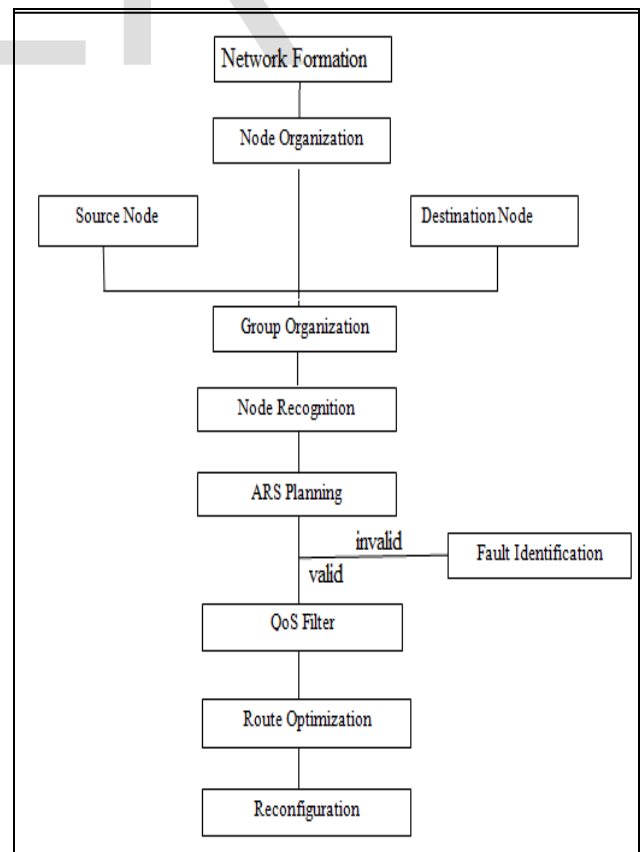 Network Formation
Node Organization
Source Node
Destination Node
Group Organization
Node Recognition
ARS Planning
invalid
Fault Identification
valid
QoS Filter
Route Optimization
Reconfiguration